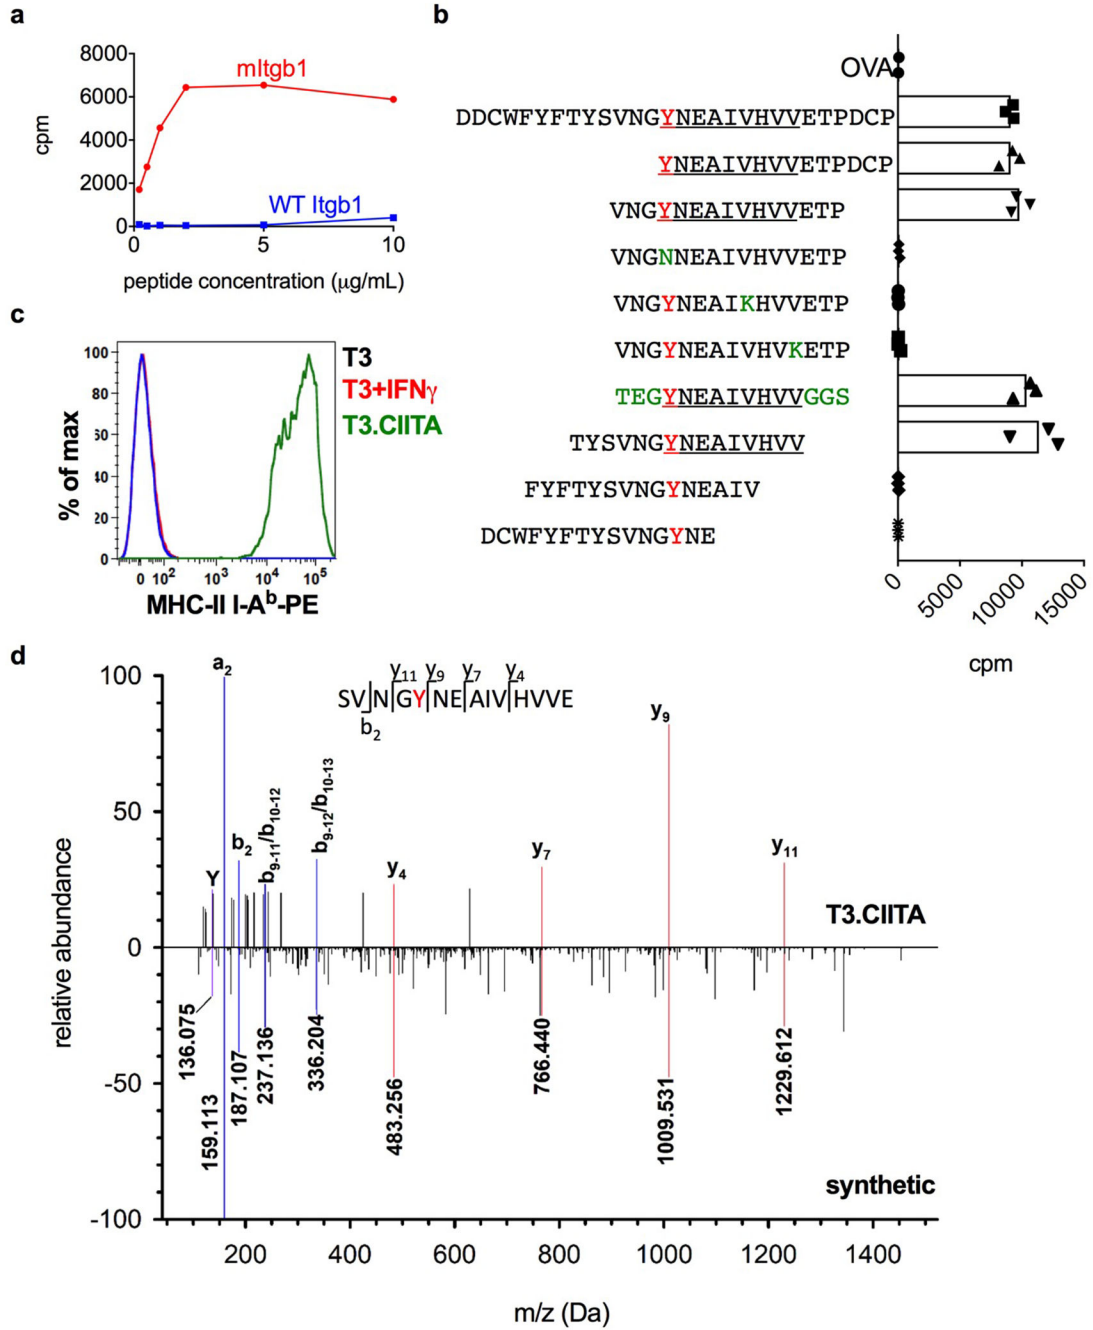 a
8000
6000
4000
2000
0
cpm
mItgb1
WT Itgb1
0 5 10
peptide concentration (μg/mL)
b
OVA
DDCWFYFTYSVNGYNEAIVHVVETPDCP
YNEAIVHVVETPDCP
VNGYNEAIVHVVETP
VNGNNEAIVHVVETP
VNGYNEAIKHVVETP
VNGYNEAIVHVKETP
TEGYNEAIVHVVGGS
TYSVNGYNEAIVHVV
FYFTYSVNGYNEAIV
DCWFYFTYSVNGYNE
0 5000 10000 15000
cpm
c
100
80
50
40
20
0
% of max
0 10² 10³ 10⁴ 10⁵
MHC-II I-Aᵇ-PE
T3
T3+IFNγ
T3.CIITA
d
100
50
0
-50
-100
relative abundance
y₁₁ y₉ y₇ y₄
SVNGYNEAIVHVVE
b₂
a₂
Y
b₂
b₉₋₁₁/b₁₀₋₁₂
b₉₋₁₂/b₁₀₋₁₃
y₄
y₇
y₉
y₁₁
T3.CIITA
136.075
159.113
187.107
237.136
336.204
483.256
766.440
1009.531
1229.612
synthetic
200 400 600 800 1000 1200 1400
m/z (Da)